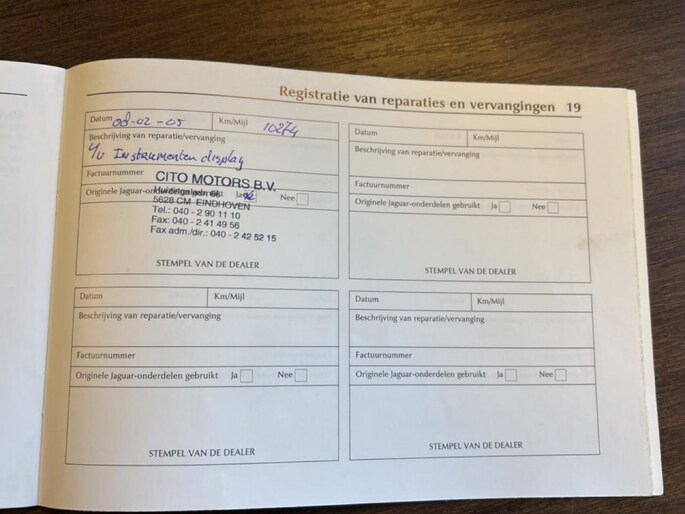 Registratie van reparaties en vervangingen 19
Datum 08-02-05 Km/Mijl 10274
Beschrijving van reparatie/vervanging
Instrumenten display
Factuurnummer
CITO MOTORS B.V.
Originele Jaguar-onderdelen Ja Nee
5628 CM EINDHOVEN
Tel.: 040 - 2 90 11 10
Fax: 040 - 2 41 49 56
Fax adm./dir.: 040 - 2 42 52 15
STEMPEL VAN DE DEALER
Datum Km/Mijl
Beschrijving van reparatie/vervanging
Factuurnummer
Originele Jaguar-onderdelen gebruikt Ja Nee
STEMPEL VAN DE DEALER
Datum Km/Mijl
Beschrijving van reparatie/vervanging
Factuurnummer
Originele Jaguar-onderdelen gebruikt Ja Nee
STEMPEL VAN DE DEALER
Datum Km/Mijl
Beschrijving van reparatie/vervanging
Factuurnummer
Originele Jaguar-onderdelen gebruikt Ja Nee
STEMPEL VAN DE DEALER